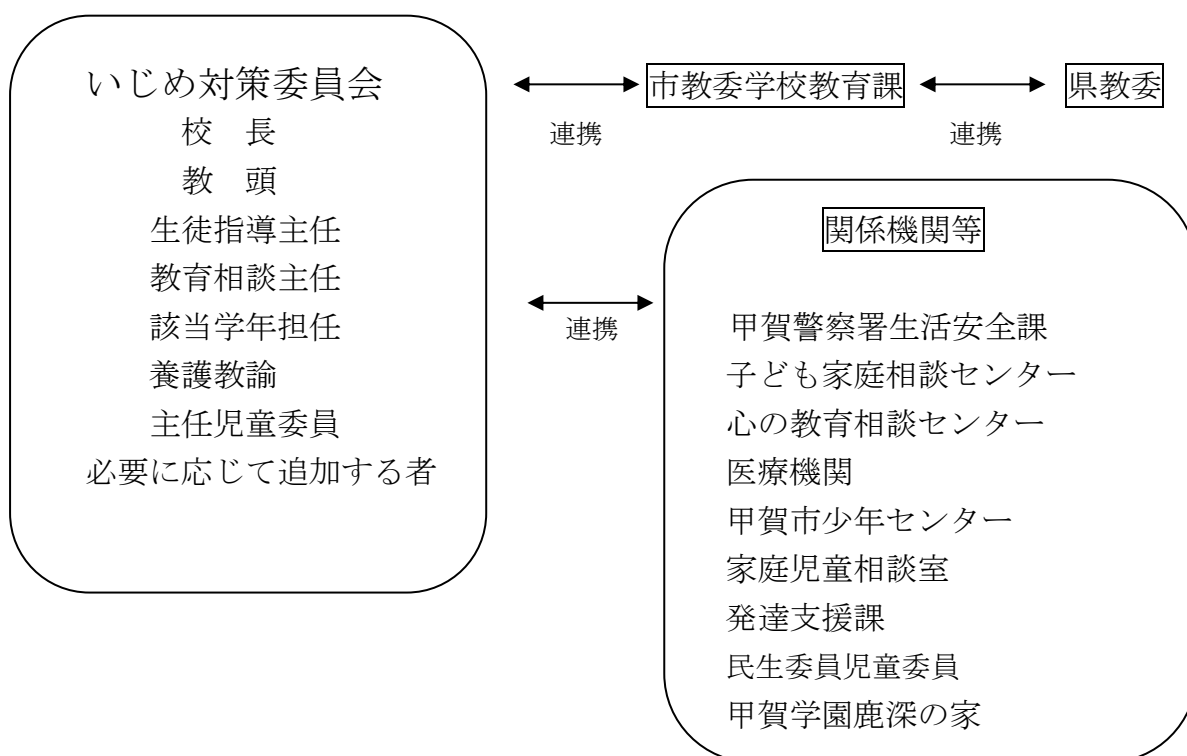 いじめ対策委員会
校　長
教　頭
生徒指導主任
教育相談主任
該当学年担任
養護教諭
主任児童委員
必要に応じて追加する者
連携
市教委学校教育課
連携
県教委
連携
関係機関等
甲賀警察署生活安全課
子ども家庭相談センター
心の教育相談センター
医療機関
甲賀市少年センター
家庭児童相談室
発達支援課
民生委員児童委員
甲賀学園鹿深の家